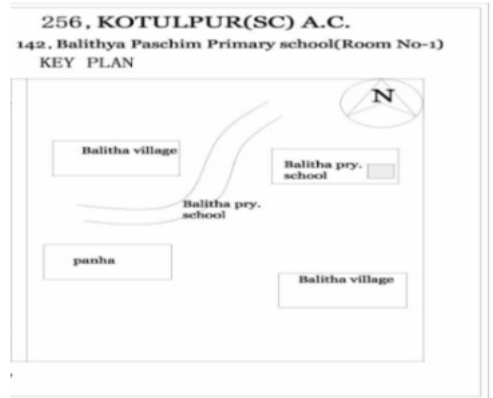 256, KOTULPUR(SC) A.C.
142, Balithya Paschim Primary school(Room No-1)
KEY PLAN
N
Balitha village
Balitha pry.
school
Balitha pry.
school
panha
Balitha village